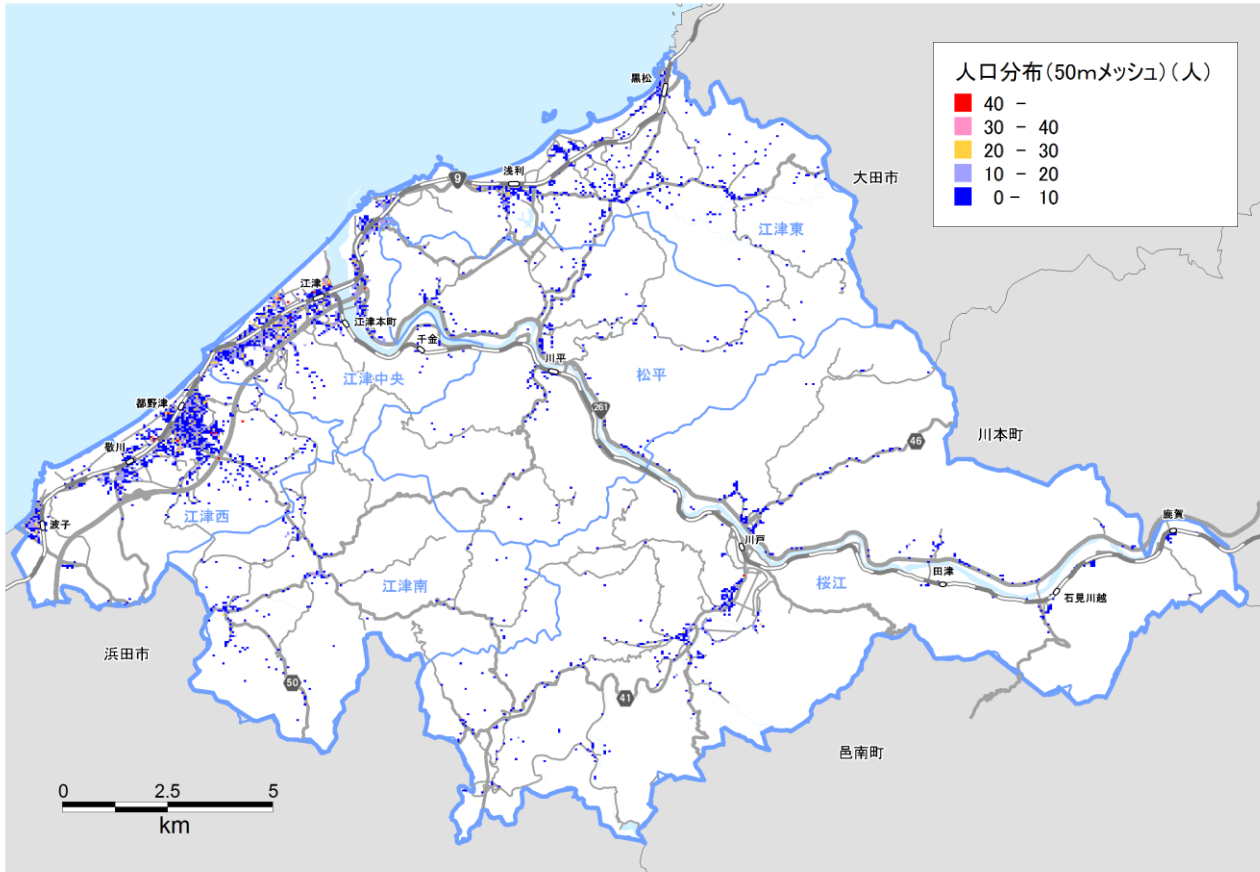 人口分布(50mメッシュ)(人)
40 -
30 - 40
20 - 30
10 - 20
0 - 10
黒松
浅利
9
大田市
江津東
江津
江津本町
千金
川平
江津中央
松平
261
都野津
敬川
川本町
46
江津西
波子
鹿賀
川戸
田津
江津南
桜江
石見川越
浜田市
50
41
邑南町
0 2.5 5
km